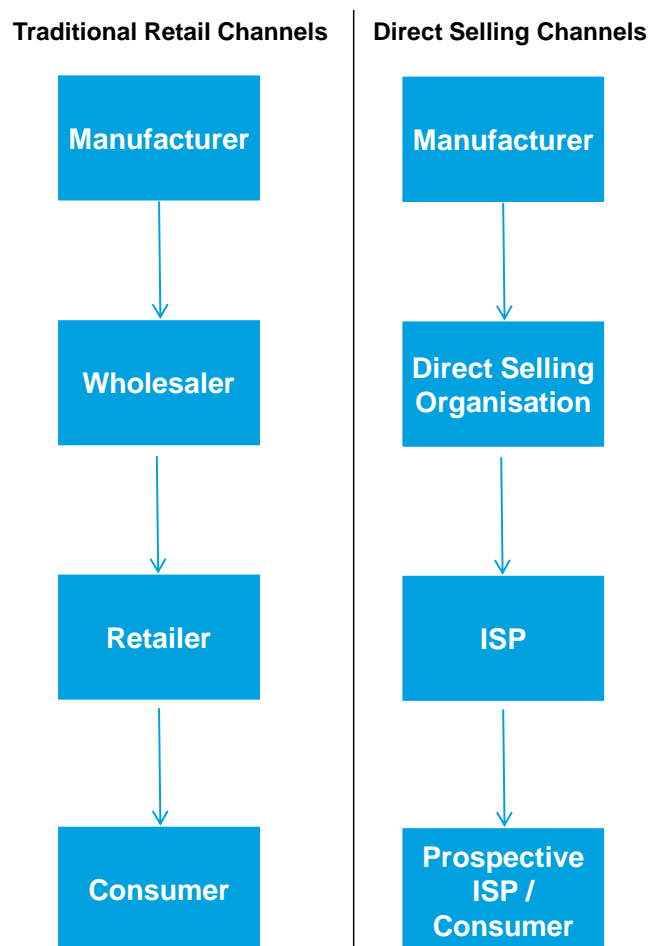 Traditional Retail Channels
Manufacturer
Wholesaler
Retailer
Consumer
Direct Selling Channels
Manufacturer
Direct Selling
Organisation
ISP
Prospective
ISP /
Consumer